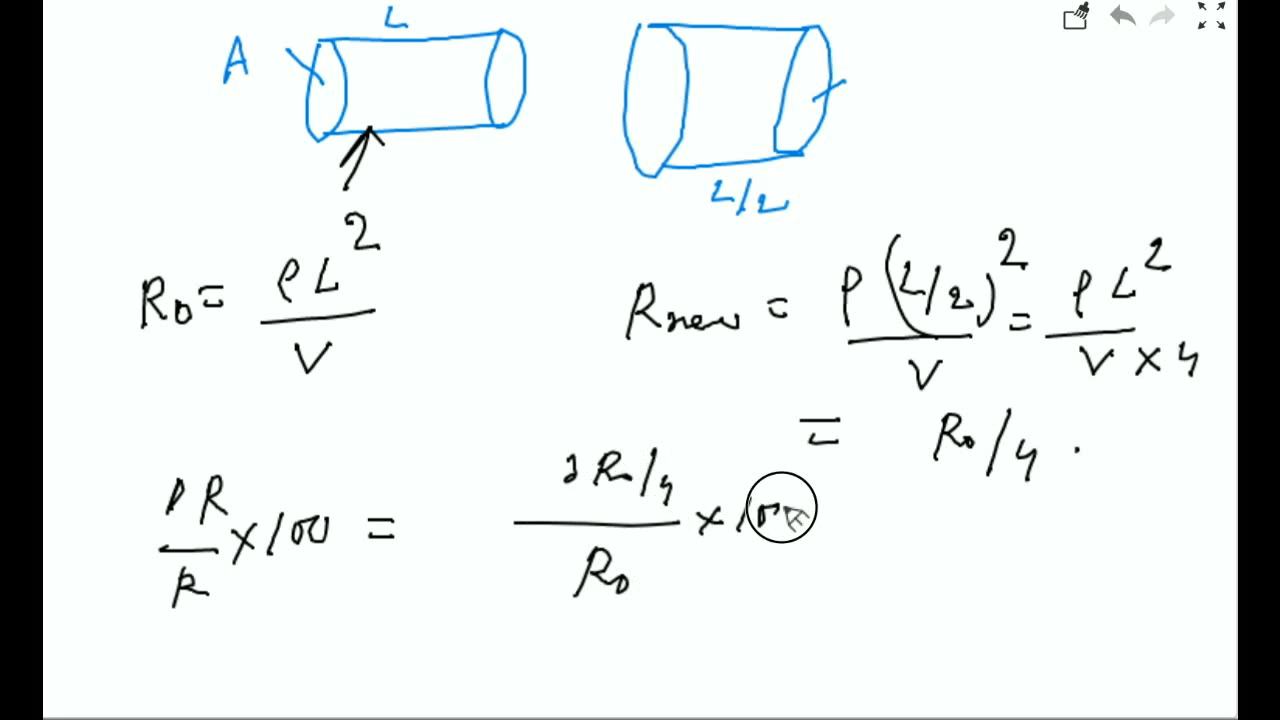 L
A
L/2
R₀ = ρL²/V
Rnew = ρ(L/2)²/V = ρL²/V×4
= R₀/4 .
ΔR/R ×100 = 3R₀/4/R₀ ×100